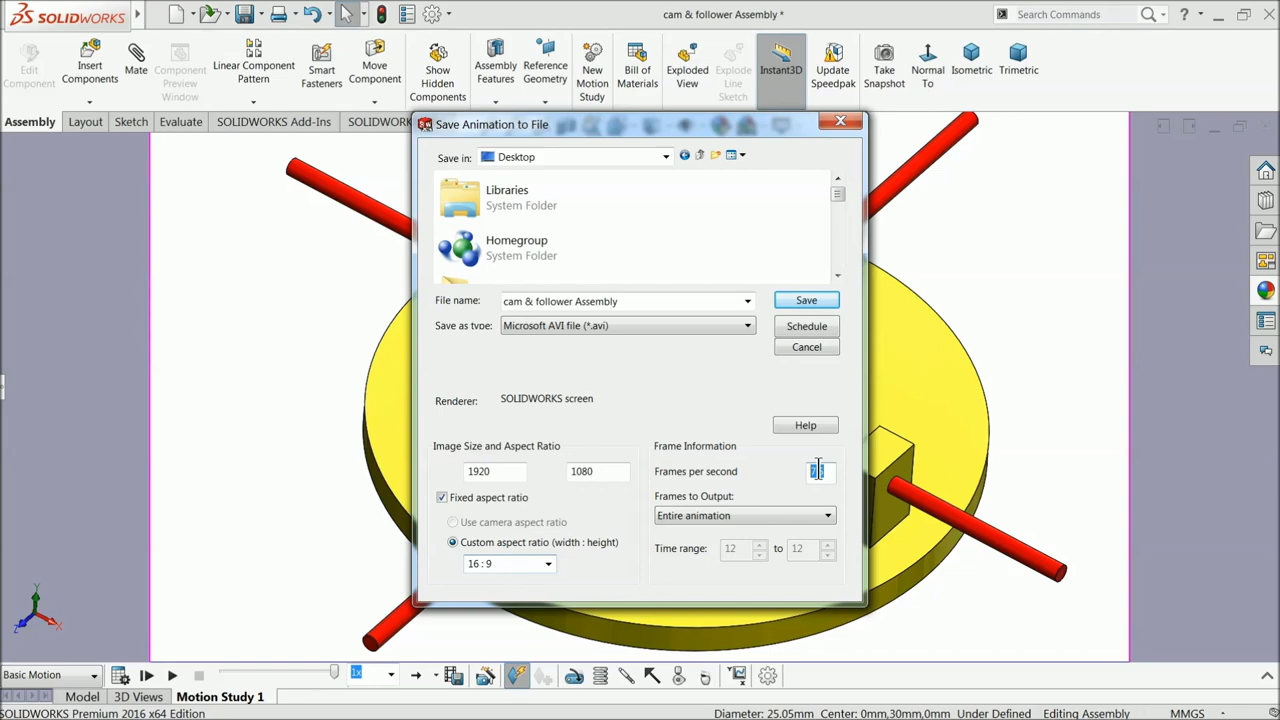 SOLIDWORKS
cam & follower Assembly *
Search Commands
?
Edit Component
Insert Components
Mate
Component Preview Window
Linear Component Pattern
Smart Fasteners
Move Component
Show Hidden Components
Assembly Features
Reference Geometry
New Motion Study
Bill of Materials
Exploded View
Explode Line Sketch
Instant3D
Update Speedpak
Take Snapshot
Normal To
Isometric
Trimetric
Assembly
Layout
Sketch
Evaluate
SOLIDWORKS Add-Ins
SOLIDWORKS
Save Animation to File
Save in:
Desktop
Libraries
System Folder
Homegroup
System Folder
File name:
cam & follower Assembly
Save
Save as type:
Microsoft AVI file (*.avi)
Schedule
Cancel
Renderer:
SOLIDWORKS screen
Help
Image Size and Aspect Ratio
Frame Information
1920
1080
Frames per second
Fixed aspect ratio
Frames to Output:
Use camera aspect ratio
Entire animation
Custom aspect ratio (width : height)
Time range:
12
to
12
16 : 9
Y
Z
X
Basic Motion
1x
Model
3D Views
Motion Study 1
SOLIDWORKS Premium 2016 x64 Edition
Diameter: 25.05mm Center: 0mm,30mm,0mm
Under Defined
Editing Assembly
MMGS